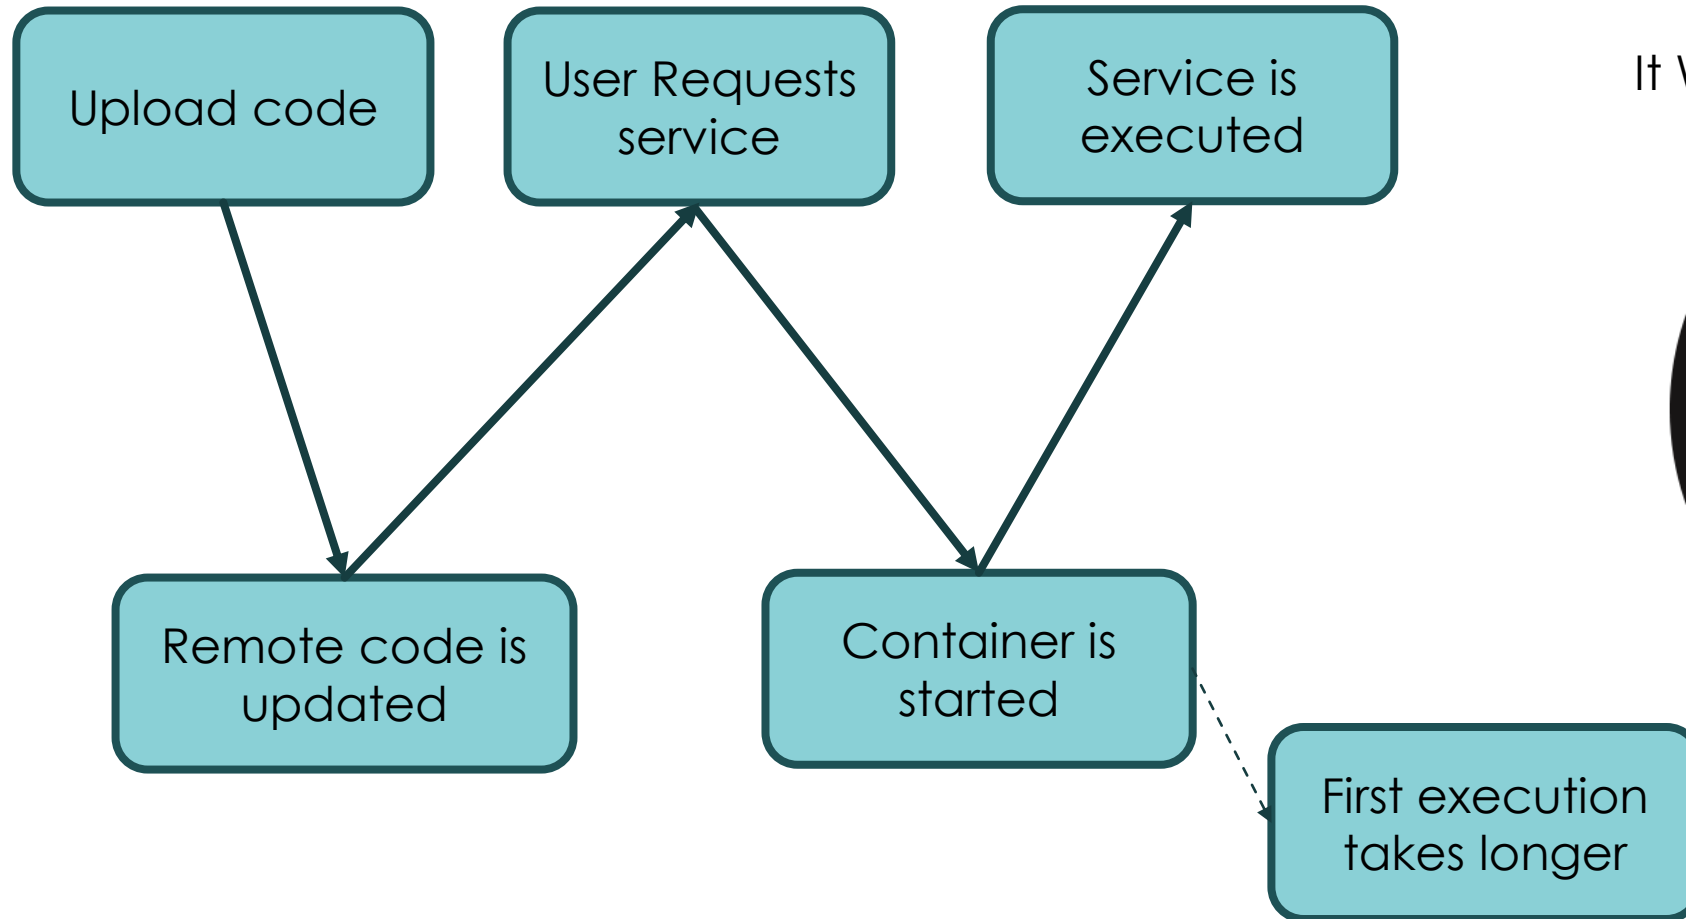 Upload code
User Requests
service
Service is
executed
It
Remote code is
updated
Container is
started
First execution
takes longer